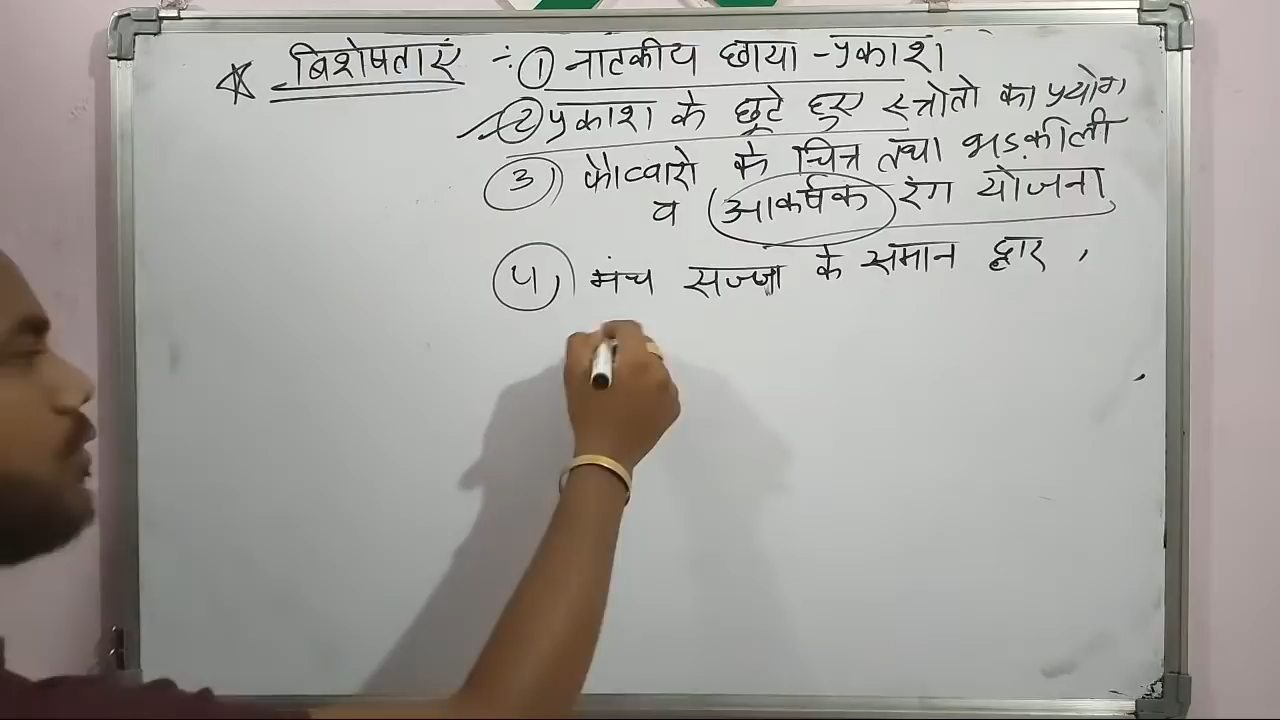 * बिशेषताएं ÷ ① नाटकीय छाया - प्रकाश।
② प्रकाश के छूटे हुए स्त्रोतो का प्रयोग,
③ फौव्वारो के चित्र तथा भड़कीली
व आकर्षक रंग योजना,
④ मंच सज्जा के समान द्वार ,